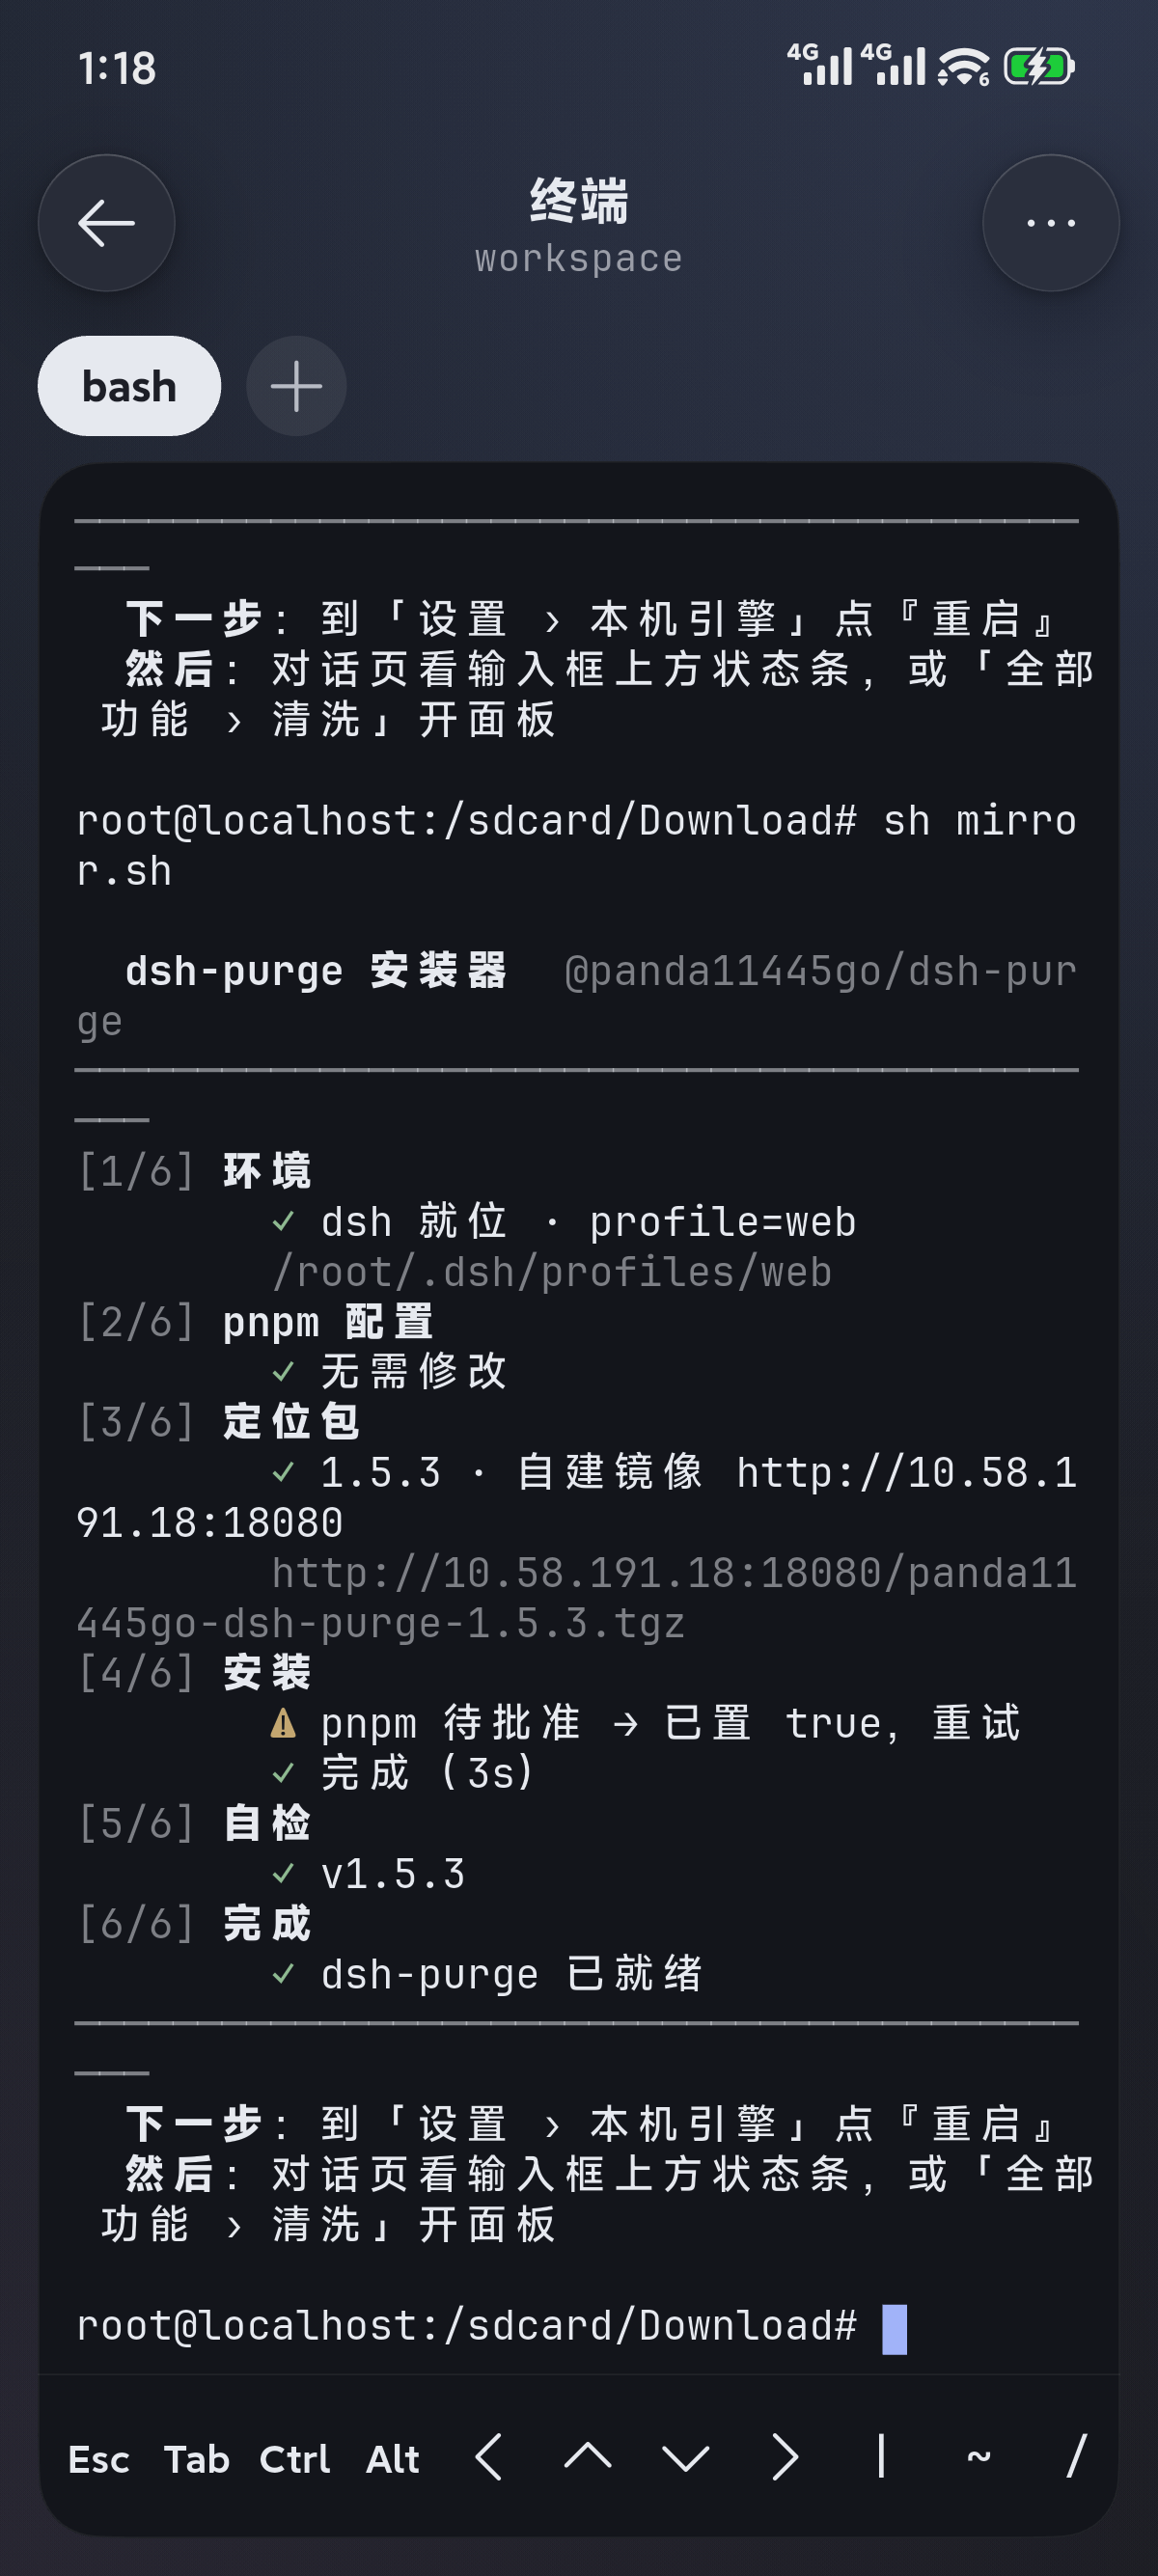 1:18
4G 4G 6
终端
workspace
bash
下一步：到「设置 › 本机引擎」点『重启』
然后：对话页看输入框上方状态条，或「全部
功能 › 清洗」开面板
root@localhost:/sdcard/Download# sh mirro
r.sh
dsh-purge 安装器 @panda11445go/dsh-pur
ge
[1/6] 环境
✓ dsh 就位 · profile=web
/root/.dsh/profiles/web
[2/6] pnpm 配置
✓ 无需修改
[3/6] 定位包
✓ 1.5.3 · 自建镜像 http://10.58.1
91.18:18080
http://10.58.191.18:18080/panda11
445go-dsh-purge-1.5.3.tgz
[4/6] 安装
⚠ pnpm 待批准 → 已置 true，重试
✓ 完成 (3s)
[5/6] 自检
✓ v1.5.3
[6/6] 完成
✓ dsh-purge 已就绪
下一步：到「设置 › 本机引擎」点『重启』
然后：对话页看输入框上方状态条，或「全部
功能 › 清洗」开面板
root@localhost:/sdcard/Download#
Esc Tab Ctrl Alt | ~ /